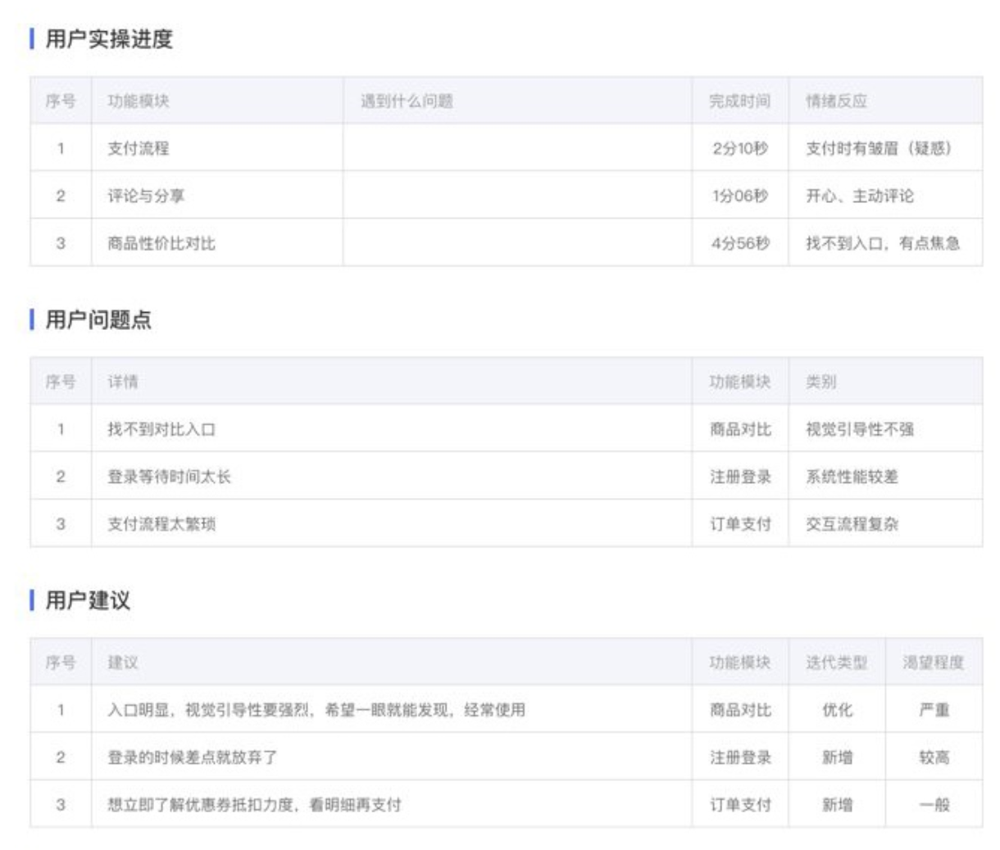 用户实操进度
序号 功能模块 遇到什么问题 完成时间 情绪反应
1 支付流程 2分10秒 支付时有皱眉（疑惑）
2 评论与分享 1分06秒 开心、主动评论
3 商品性价比对比 4分56秒 找不到入口，有点焦急
用户问题点
序号 详情 功能模块 类别
1 找不到对比入口 商品对比 视觉引导性不强
2 登录等待时间太长 注册登录 系统性能较差
3 支付流程太繁琐 订单支付 交互流程复杂
用户建议
序号 建议 功能模块 迭代类型 渴望程度
1 入口明显，视觉引导性要强烈，希望一眼就能发现，经常使用 商品对比 优化 严重
2 登录的时候差点就放弃了 注册登录 新增 较高
3 想立即了解优惠券抵扣力度，看明细再支付 订单支付 新增 一般